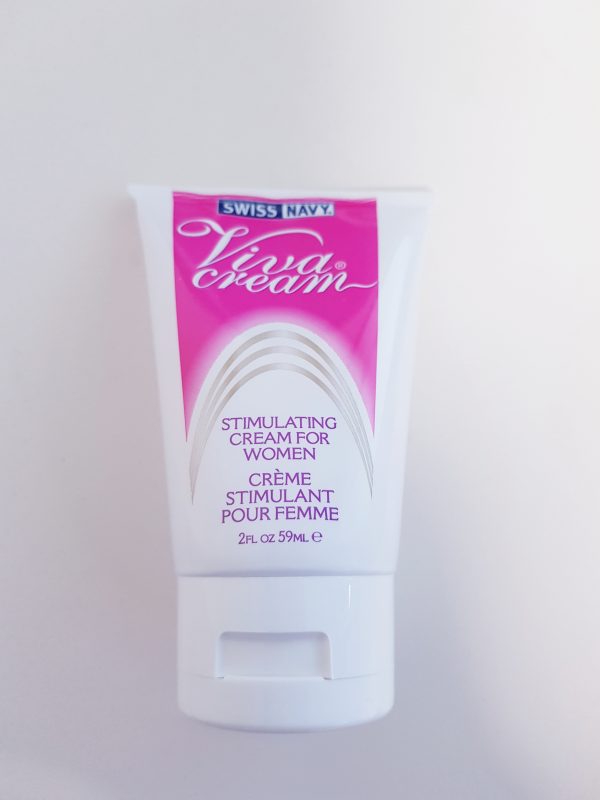 SWISS NAVY.
Viva
cream®
STIMULATING
CREAM FOR
WOMEN
CRÈME
STIMULANT
POUR FEMME
2FL OZ 59ML ℮